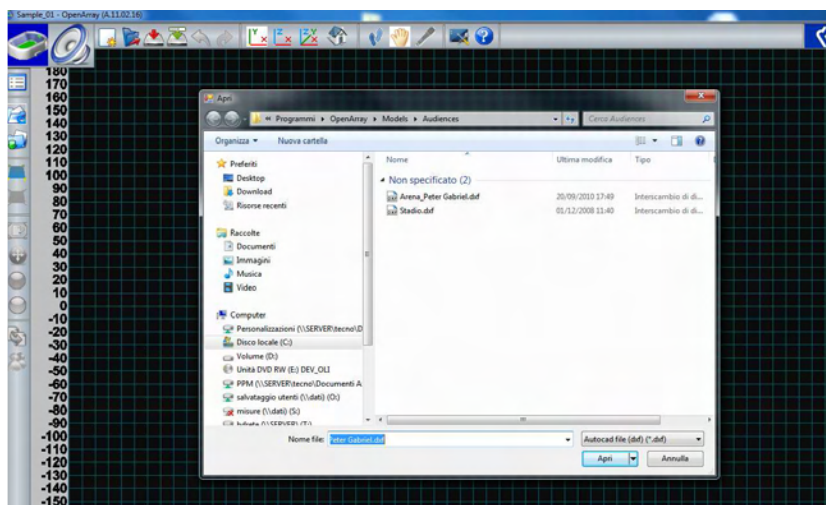 Sample_01 - OpenArray (A.11.02.16)
Y
X
Z
X
Z Y
X
180
170
160
150
140
130
120
110
100
90
80
70
60
50
40
30
20
10
0
-10
-20
-30
-40
-50
-60
-70
-80
-90
-100
-110
-120
-130
-140
-150
Apri
« Programmi ▸ OpenArray ▸ Models ▸ Audiences
Cerca Audiences
Organizza
Nuova cartella
Preferiti
Desktop
Download
Risorse recenti
Raccolte
Documenti
Immagini
Musica
Video
Computer
Personalizzazioni (\\SERVER\tecno\D
Disco locale (C:)
Volume (D:)
Unità DVD RW (E:) DEV_OLI
PPM (\\SERVER\tecno\Documenti A
salvataggio utenti (\\dati) (O:)
misure (\\dati) (S:)
Nome Ultima modifica Tipo
Non specificato (2)
Arena_Peter Gabriel.dxf 20/09/2010 17:49 Interscambio di di...
Stadio.dxf 01/12/2008 11:40 Interscambio di di...
Nome file: Peter Gabriel.dxf
Autocad file (dxf) (*.dxf)
Apri
Annulla